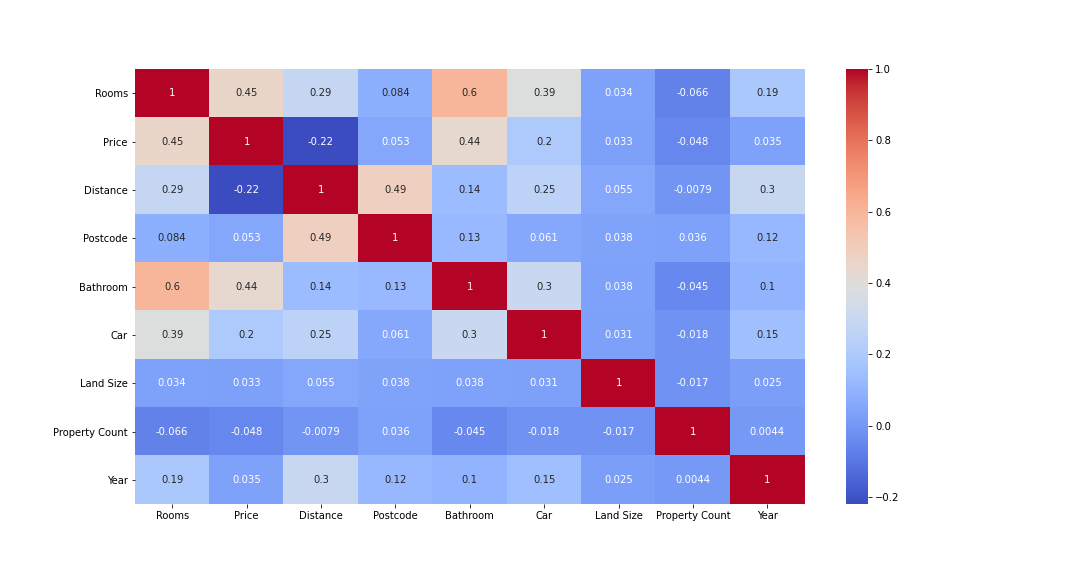 Rooms 1 0.45 0.29 0.084 0.6 0.39 0.034 -0.066 0.19
Price 0.45 1 -0.22 0.053 0.44 0.2 0.033 -0.048 0.035
Distance 0.29 -0.22 1 0.49 0.14 0.25 0.055 -0.0079 0.3
Postcode 0.084 0.053 0.49 1 0.13 0.061 0.038 0.036 0.12
Bathroom 0.6 0.44 0.14 0.13 1 0.3 0.038 -0.045 0.1
Car 0.39 0.2 0.25 0.061 0.3 1 0.031 -0.018 0.15
Land Size 0.034 0.033 0.055 0.038 0.038 0.031 1 -0.017 0.025
Property Count -0.066 -0.048 -0.0079 0.036 -0.045 -0.018 -0.017 1 0.0044
Year 0.19 0.035 0.3 0.12 0.1 0.15 0.025 0.0044 1
Rooms Price Distance Postcode Bathroom Car Land Size Property Count Year
1.0
0.8
0.6
0.4
0.2
0.0
−0.2